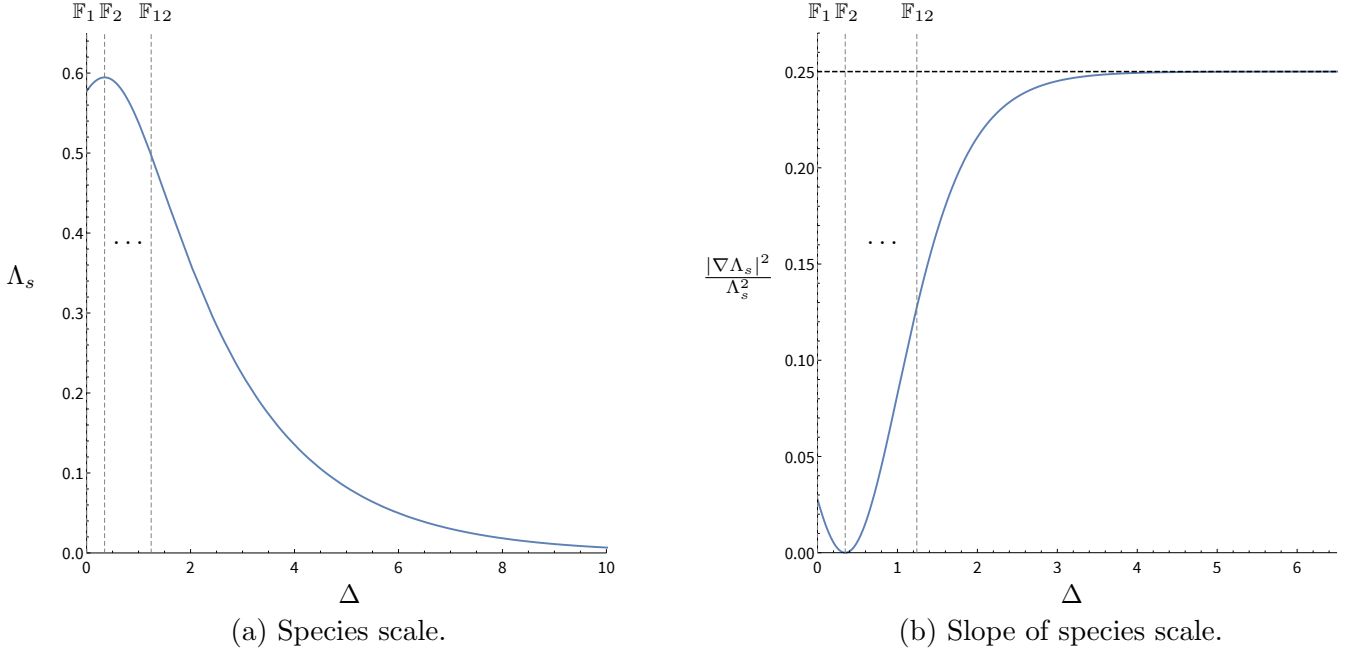 𝔽₁ 𝔽₂ 𝔽₁₂
0.6
0.5
0.4
0.3
0.2
0.1
0.0
Λₛ
. . .
0 2 4 6 8 10
Δ
(a) Species scale.
𝔽₁ 𝔽₂ 𝔽₁₂
0.25
0.20
0.15
0.10
0.05
0.00
|∇Λₛ|²
Λₛ²
. . .
0 1 2 3 4 5 6
Δ
(b) Slope of species scale.